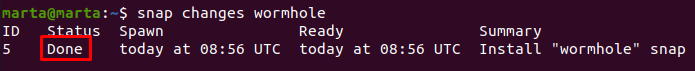 marta@marta:~$ snap changes wormhole
ID   Status  Spawn               Ready               Summary
5    Done    today at 08:56 UTC  today at 08:56 UTC  Install "wormhole" snap